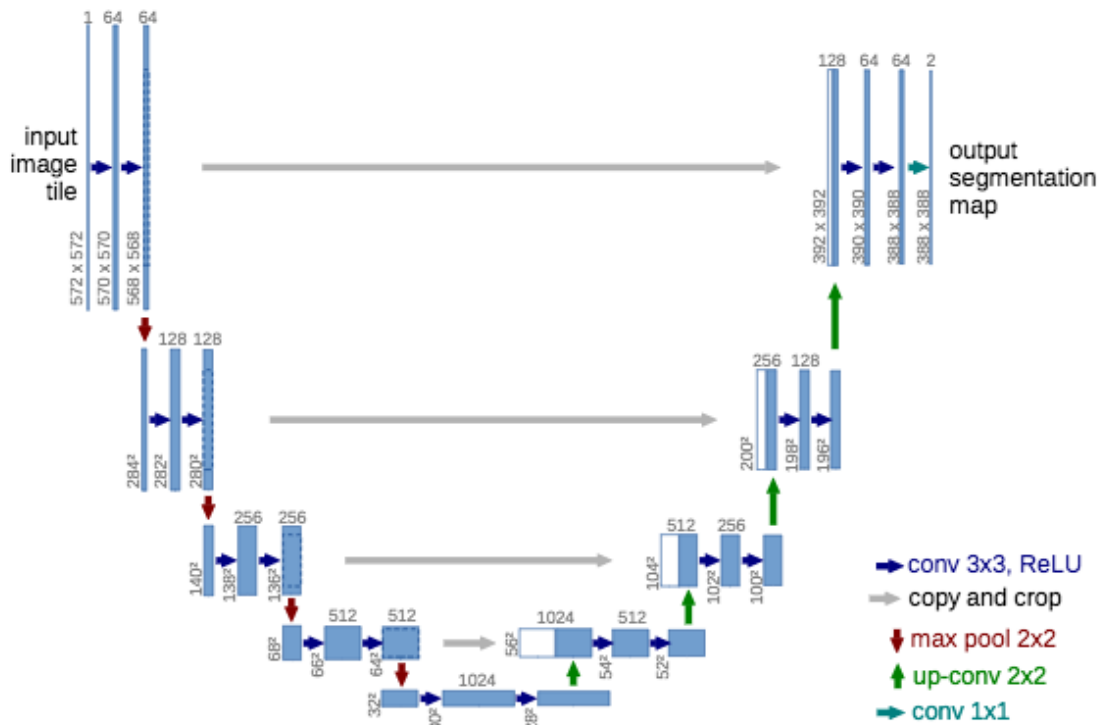 1 64 64
128 64 64 2
input
image
tile
output
segmentation
map
572 x 572
570 x 570
568 x 568
392 x 392
390 x 390
388 x 388
388 x 388
128 128
256 128
284²
282²
280²
200²
198²
196²
256 256
512 256
140²
138²
136²
104²
102²
100²
conv 3x3, ReLU
copy and crop
max pool 2x2
up-conv 2x2
conv 1x1
512 512
1024 512
68²
66²
64²
56²
54²
52²
1024
32²